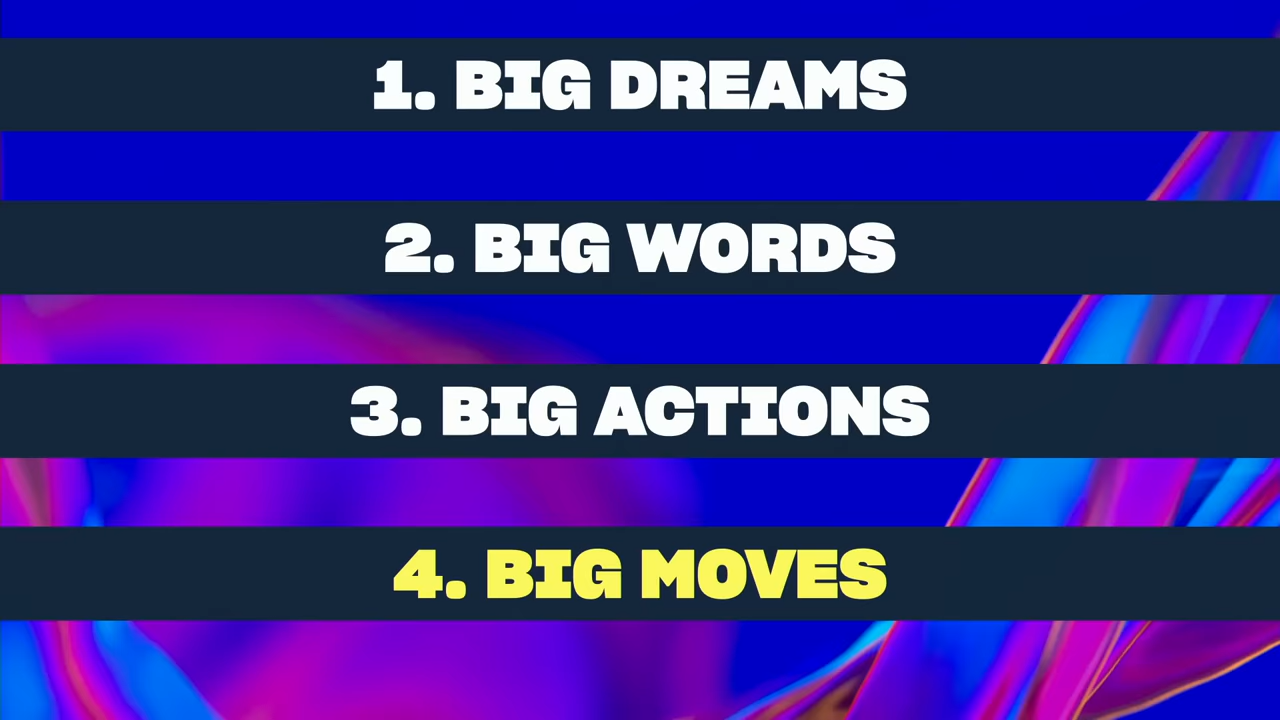 1. BIG DREAMS
2. BIG WORDS
3. BIG ACTIONS
4. BIG MOVES